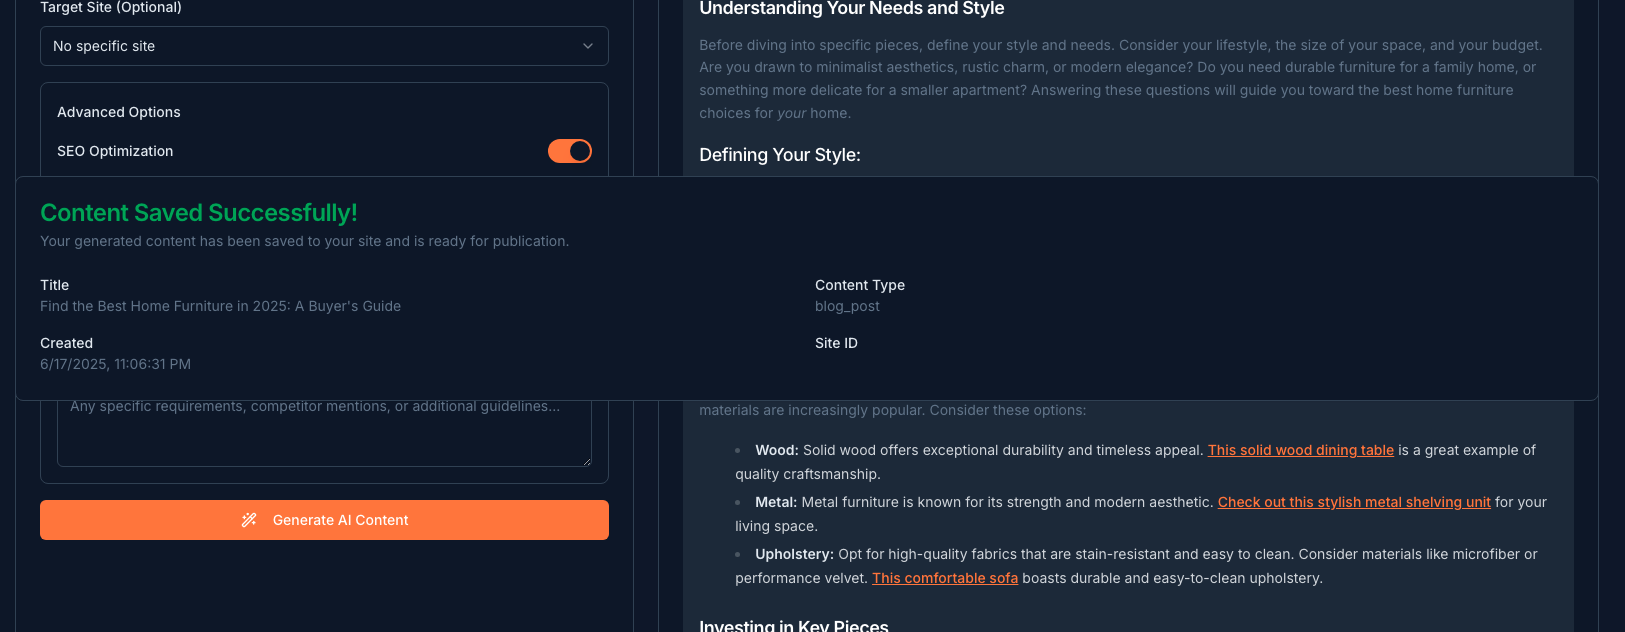 Target Site (Optional)
No specific site
Advanced Options
SEO Optimization
Understanding Your Needs and Style
Before diving into specific pieces, define your style and needs. Consider your lifestyle, the size of your space, and your budget.
Are you drawn to minimalist aesthetics, rustic charm, or modern elegance? Do you need durable furniture for a family home, or
something more delicate for a smaller apartment? Answering these questions will guide you toward the best home furniture
choices for your home.
Defining Your Style:
Content Saved Successfully!
Your generated content has been saved to your site and is ready for publication.
Title
Find the Best Home Furniture in 2025: A Buyer's Guide
Content Type
blog_post
Created
6/17/2025, 11:06:31 PM
Site ID
Any specific requirements, competitor mentions, or additional guidelines...
Generate AI Content
materials are increasingly popular. Consider these options:
• Wood: Solid wood offers exceptional durability and timeless appeal. This solid wood dining table is a great example of
quality craftsmanship.
• Metal: Metal furniture is known for its strength and modern aesthetic. Check out this stylish metal shelving unit for your
living space.
• Upholstery: Opt for high-quality fabrics that are stain-resistant and easy to clean. Consider materials like microfiber or
performance velvet. This comfortable sofa boasts durable and easy-to-clean upholstery.
Investing in Key Pieces